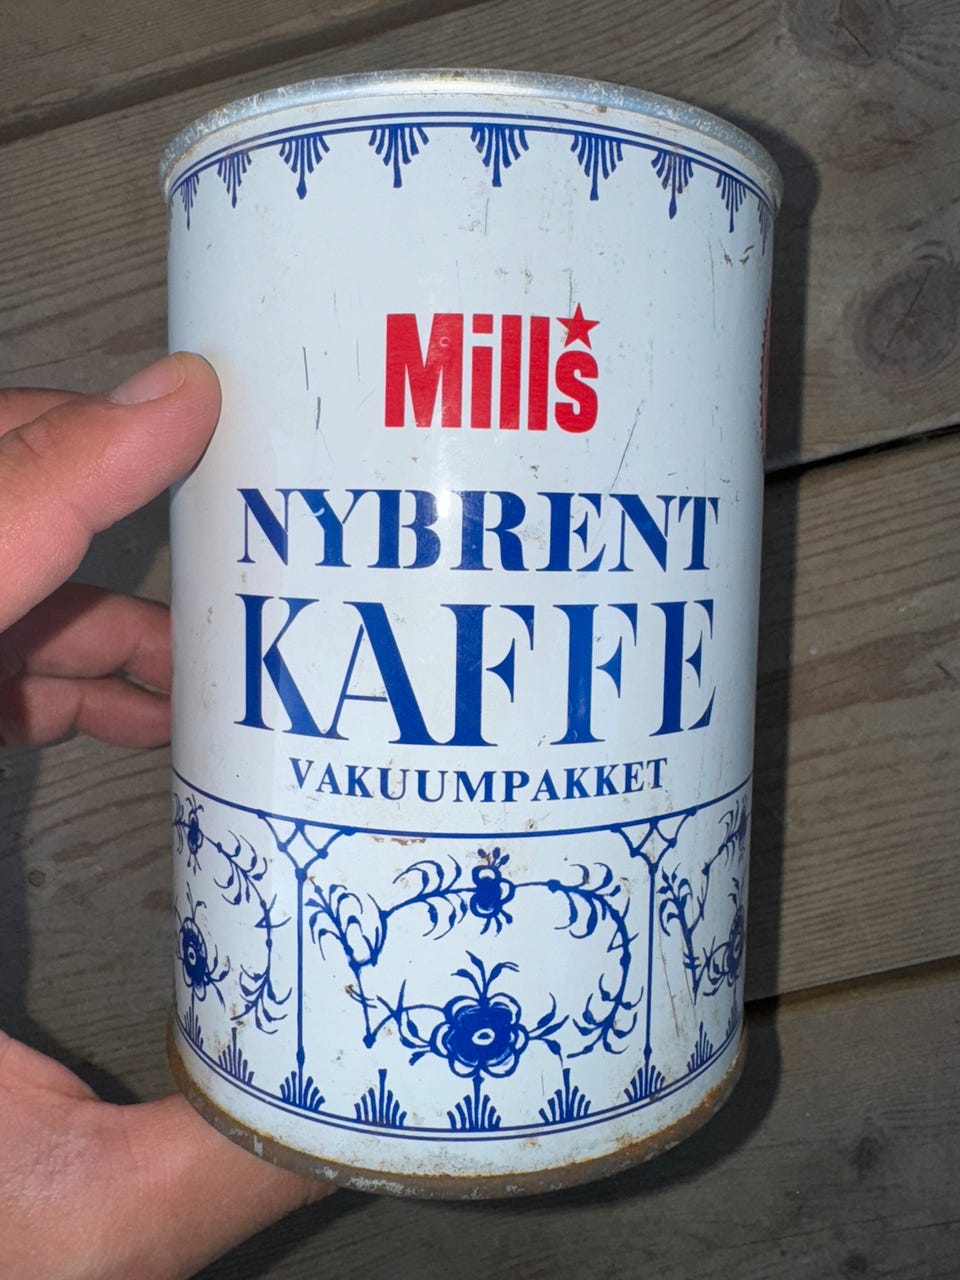 Mills
NYBRENT
KAFFE
VAKUUMPAKKET